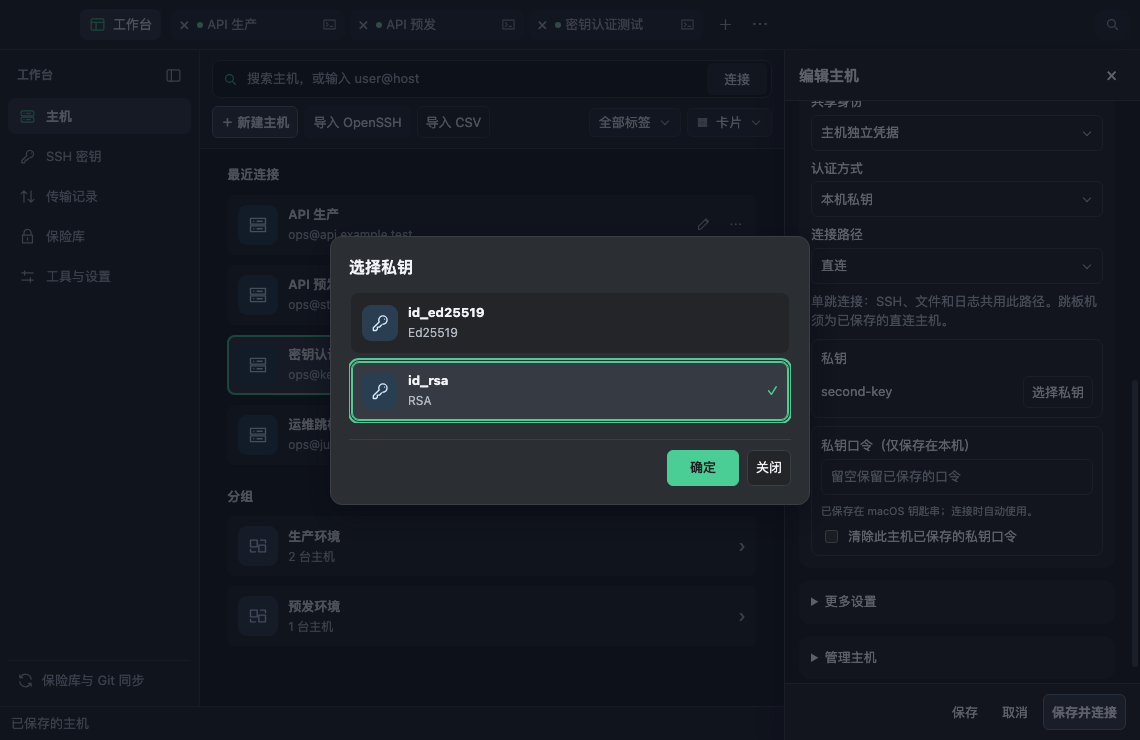 工作台
API 生产
API 预发
密钥认证测试
工作台
主机
SSH 密钥
传输记录
保险库
工具与设置
保险库与 Git 同步
已保存的主机
搜索主机，或输入 user@host
连接
新建主机
导入 OpenSSH
导入 CSV
全部标签
卡片
最近连接
API 生产
ops@api.example.test
API 预
ops@s
密钥认
ops@k
运维跳
ops@ju
分组
生产环境
2 台主机
预发环境
1 台主机
选择私钥
id_ed25519
Ed25519
id_rsa
RSA
确定
关闭
编辑主机
共享身份
主机独立凭据
认证方式
本机私钥
连接路径
直连
单跳连接：SSH、文件和日志共用此路径。跳板机
须为已保存的直连主机。
私钥
second-key
选择私钥
私钥口令（仅保存在本机）
留空保留已保存的口令
已保存在 macOS 钥匙串；连接时自动使用。
清除此主机已保存的私钥口令
更多设置
管理主机
保存
取消
保存并连接